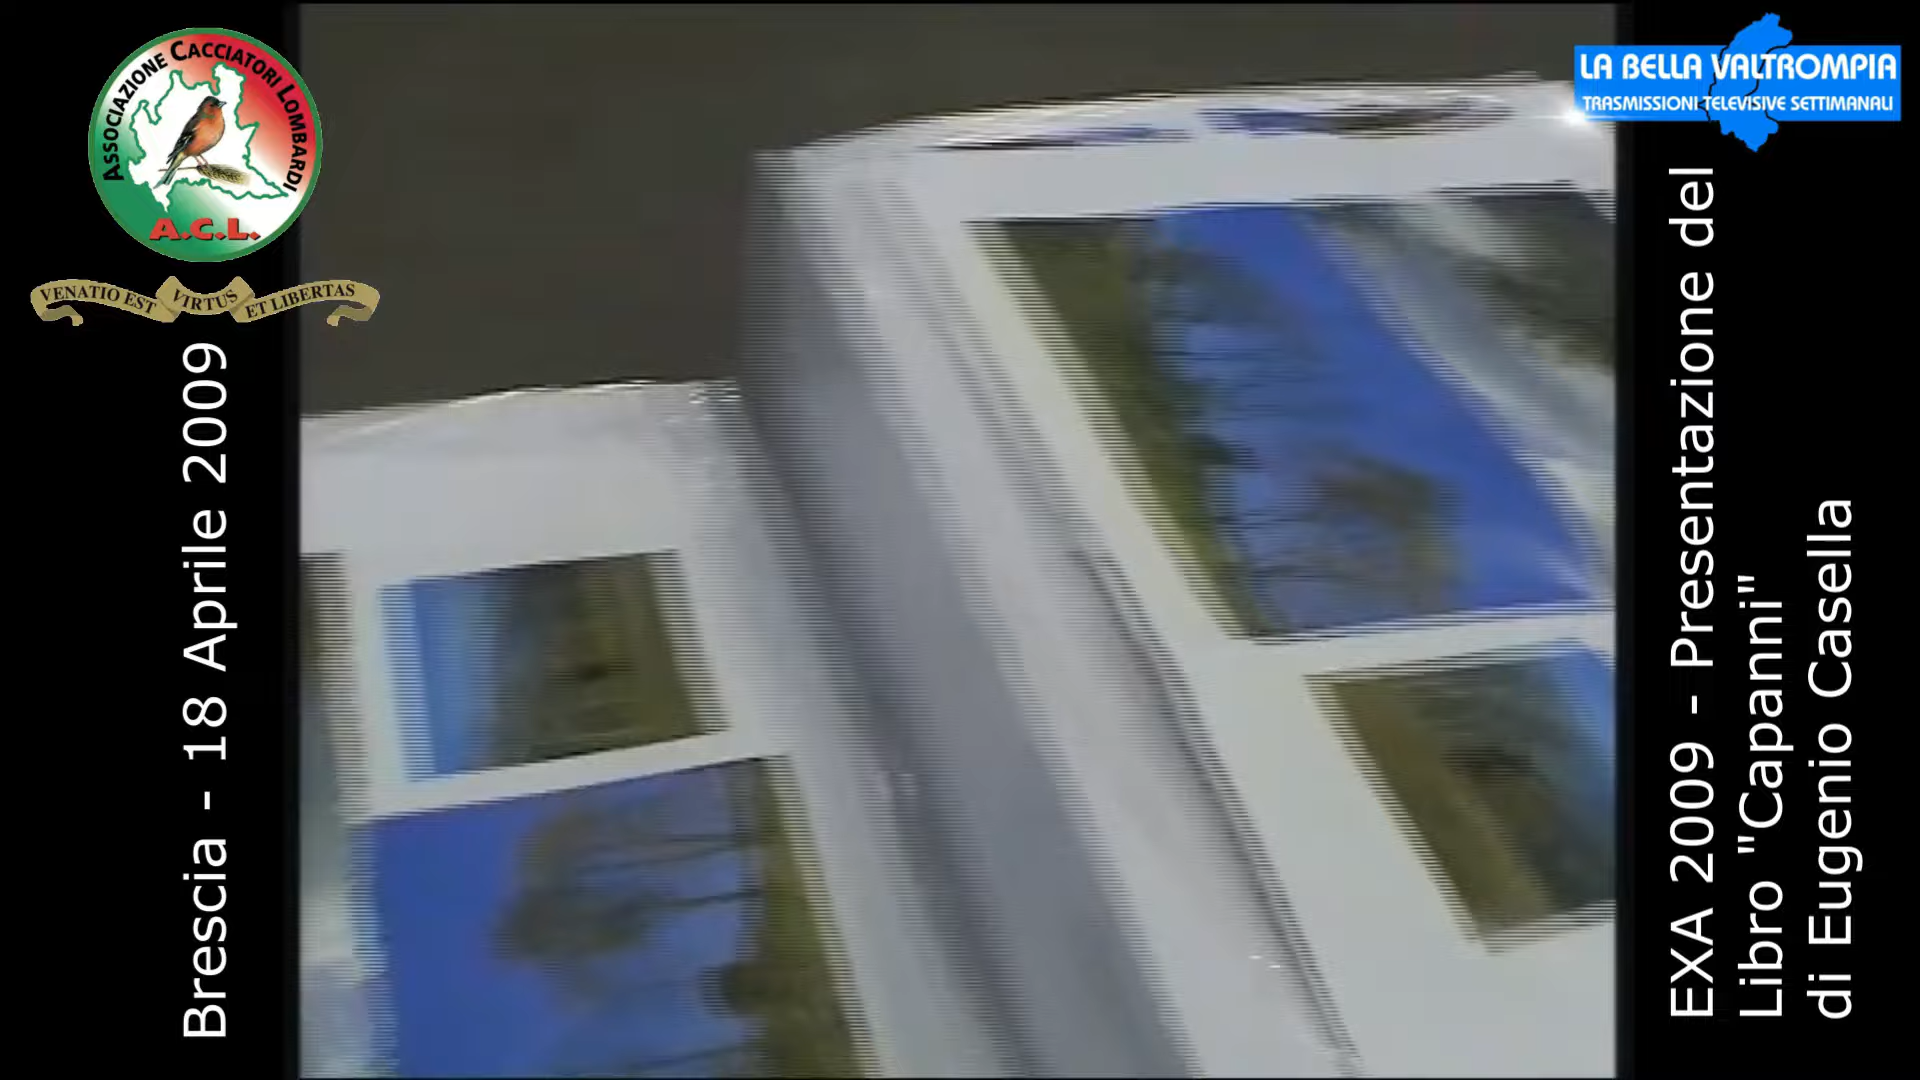 ASSOCIAZIONE CACCIATORI LOMBARDI
A.C.L.
VENATIO EST VIRTUS ET LIBERTAS
Brescia - 18 Aprile 2009
LA BELLA VALTROMPIA
TRASMISSIONI TELEVISIVE SETTIMANALI
EXA 2009 - Presentazione del
Libro "Capanni"
di Eugenio Casella